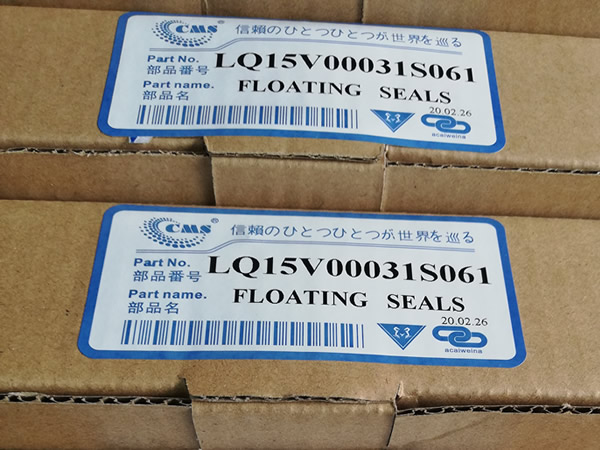 CMS ® 信頼のひとつひとつが世界を巡る
Part No. LQ15V00031S061
部品番号
Part name. FLOATING SEALS
部品名
20.02.26
acaiweina
CMS ® 信頼のひとつひとつが世界を巡る
Part No. LQ15V00031S061
部品番号
Part name. FLOATING SEALS
部品名
20.02.26
acaiweina